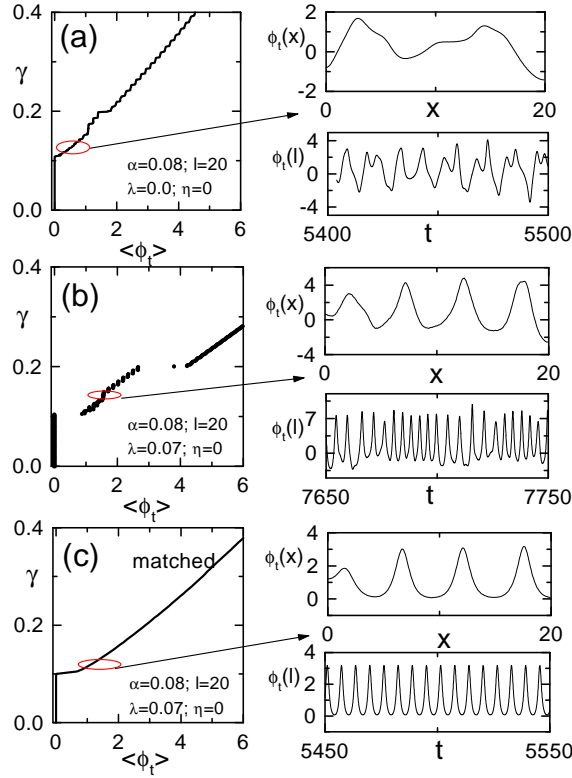 (a)
0.4
γ
0.2
0.0
α=0.08; l=20
λ=0.0; η=0
0 2 4 6
<ϕt>
ϕt(x)
2
0
-2
0 x 20
ϕt(l)
4
0
-4
5400 t 5500
(b)
0.4
γ
0.2
0.0
α=0.08; l=20
λ=0.07; η=0
0 2 4 6
<ϕt>
ϕt(x)
4
0
-4
0 x 20
ϕt(l)
7
0
7650 t 7750
(c)
0.4
γ
matched
0.2
0.0
α=0.08; l=20
λ=0.07; η=0
0 2 4 6
<ϕt>
ϕt(x)
4
2
0
0 x 20
ϕt(l)
4
2
0
5450 t 5550